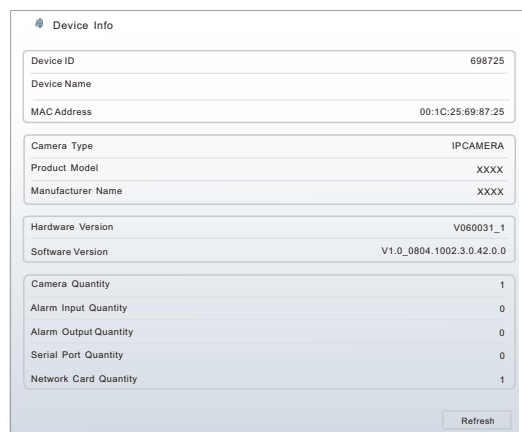 Device Info
Device ID 698725
Device Name
MAC Address 00:1C:25:69:87:25
Camera Type IPCAMERA
Product Model XXXX
Manufacturer Name XXXX
Hardware Version V060031_1
Software Version V1.0_0804.1002.3.0.42.0.0
Camera Quantity 1
Alarm Input Quantity 0
Alarm Output Quantity 0
Serial Port Quantity 0
Network Card Quantity 1
Refresh